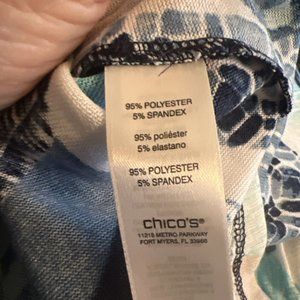 95% POLYESTER
5% SPANDEX
95% poliéster
5% elastano
95% POLYESTER
5% SPANDEX
chico's®
11215 METRO PARKWAY
FORT MYERS, FL 33966